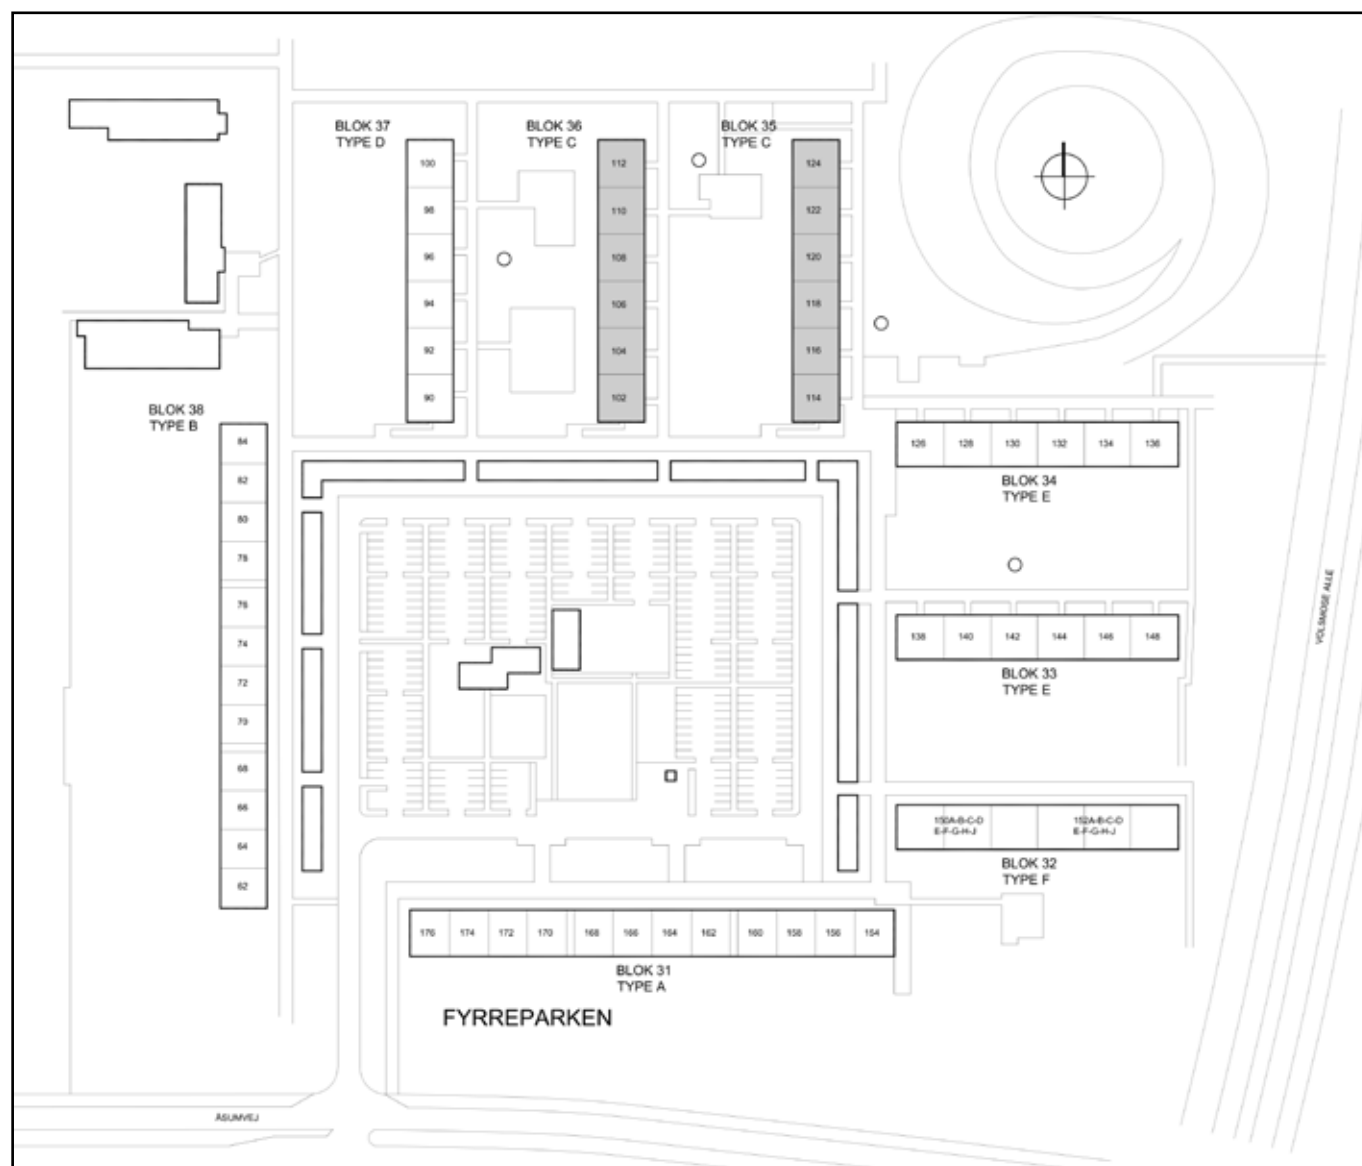 BLOK 37
TYPE D
100
98
96
94
92
90
BLOK 36
TYPE C
112
110
108
106
104
102
BLOK 35
TYPE C
124
122
120
118
116
114
BLOK 38
TYPE B
84
82
80
78
76
74
72
70
68
66
64
62
126 128 130 132 134 136
BLOK 34
TYPE E
138 140 142 144 146 148
BLOK 33
TYPE E
150A-B-C-D
E-F-G-H-J
152A-B-C-D
E-F-G-H-J
BLOK 32
TYPE F
VOLSMOSE ALLE
176 174 172 170 168 166 164 162 160 158 156 154
BLOK 31
TYPE A
FYRREPARKEN
ÅSUMVEJ